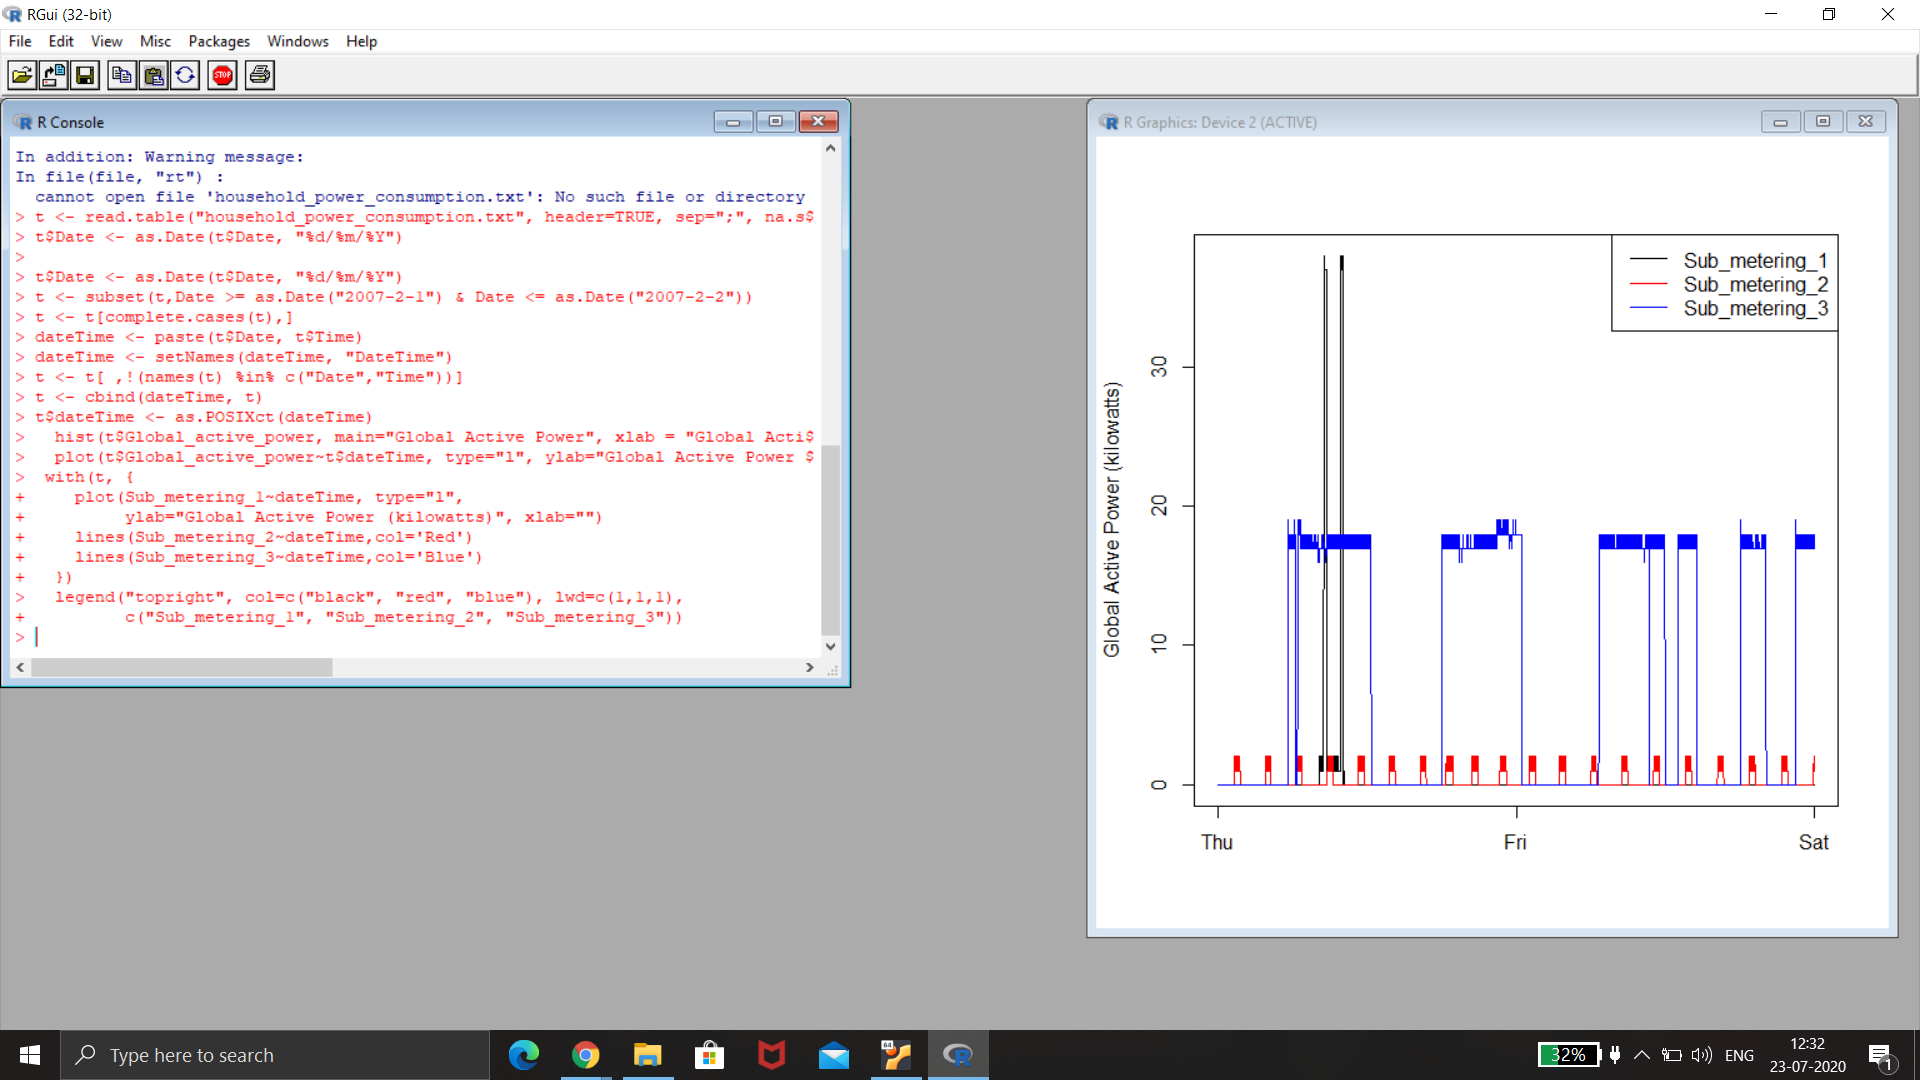 RGui (32-bit)
File Edit View Misc Packages Windows Help
STOP
R Console
In addition: Warning message:
In file(file, "rt") :
  cannot open file 'household_power_consumption.txt': No such file or directory
> t <- read.table("household_power_consumption.txt", header=TRUE, sep=";", na.s$
> t$Date <- as.Date(t$Date, "%d/%m/%Y")
>
> t$Date <- as.Date(t$Date, "%d/%m/%Y")
> t <- subset(t,Date >= as.Date("2007-2-1") & Date <= as.Date("2007-2-2"))
> t <- t[complete.cases(t),]
> dateTime <- paste(t$Date, t$Time)
> dateTime <- setNames(dateTime, "DateTime")
> t <- t[ ,!(names(t) %in% c("Date","Time"))]
> t <- cbind(dateTime, t)
> t$dateTime <- as.POSIXct(dateTime)
>   hist(t$Global_active_power, main="Global Active Power", xlab = "Global Acti$
>   plot(t$Global_active_power~t$dateTime, type="l", ylab="Global Active Power $
>  with(t, {
+     plot(Sub_metering_1~dateTime, type="l",
+          ylab="Global Active Power (kilowatts)", xlab="")
+     lines(Sub_metering_2~dateTime,col='Red')
+     lines(Sub_metering_3~dateTime,col='Blue')
+   })
>   legend("topright", col=c("black", "red", "blue"), lwd=c(1,1,1),
+          c("Sub_metering_1", "Sub_metering_2", "Sub_metering_3"))
>
R Graphics: Device 2 (ACTIVE)
Sub_metering_1
Sub_metering_2
Sub_metering_3
Global Active Power (kilowatts)
30
20
10
0
Thu Fri Sat
Type here to search
64
32%
ENG
12:32
23-07-2020
1